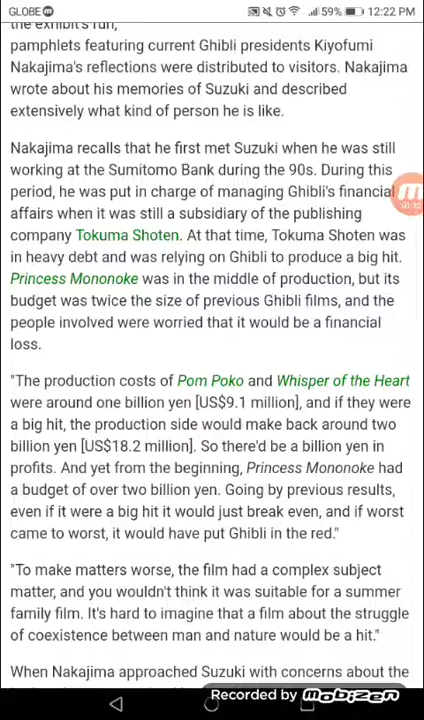 GLOBE
59%
12:22 PM
the exhibit's run,
pamphlets featuring current Ghibli presidents Kiyofumi
Nakajima's reflections were distributed to visitors. Nakajima
wrote about his memories of Suzuki and described
extensively what kind of person he is like.
Nakajima recalls that he first met Suzuki when he was still
working at the Sumitomo Bank during the 90s. During this
period, he was put in charge of managing Ghibli's financial
affairs when it was still a subsidiary of the publishing
company Tokuma Shoten. At that time, Tokuma Shoten was
in heavy debt and was relying on Ghibli to produce a big hit.
Princess Mononoke was in the middle of production, but its
budget was twice the size of previous Ghibli films, and the
people involved were worried that it would be a financial
loss.
"The production costs of Pom Poko and Whisper of the Heart
were around one billion yen [US$9.1 million], and if they were
a big hit, the production side would make back around two
billion yen [US$18.2 million]. So there'd be a billion yen in
profits. And yet from the beginning, Princess Mononoke had
a budget of over two billion yen. Going by previous results,
even if it were a big hit it would just break even, and if worst
came to worst, it would have put Ghibli in the red."
"To make matters worse, the film had a complex subject
matter, and you wouldn't think it was suitable for a summer
family film. It's hard to imagine that a film about the struggle
of coexistence between man and nature would be a hit."
When Nakajima approached Suzuki with concerns about the
Recorded by mobizen